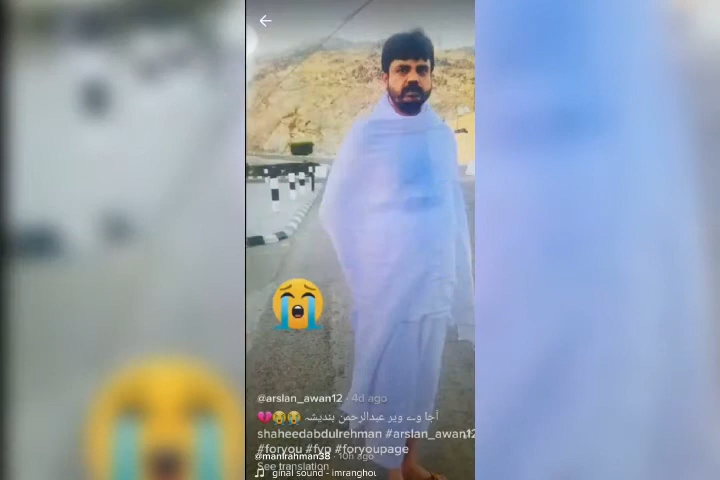 @arslan_awan12 · 4d ago
آجا وے ویر عبدالرحمن بندیشہ 😭😭💔
shaheedabdulrehman #arslan_awan12
#foryou #fyp #foryoupage
@manirahman38 · 10h ago
See translation
ginal sound - imranghou